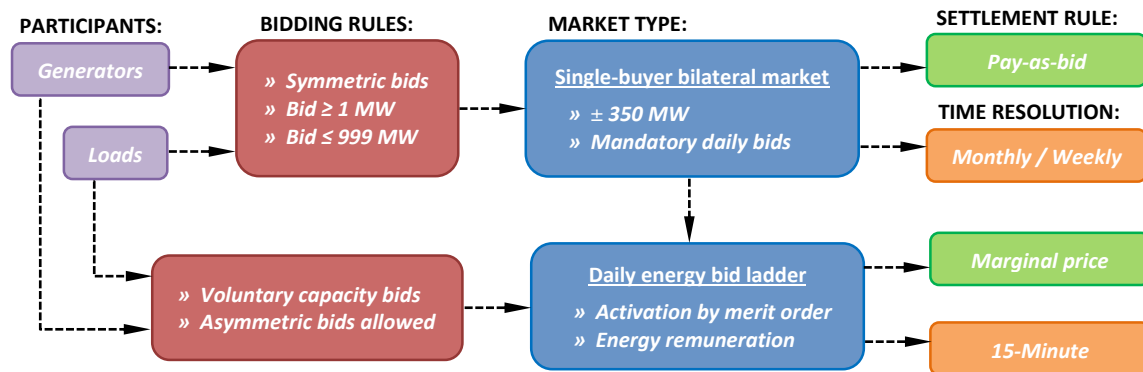 PARTICIPANTS:
BIDDING RULES:
MARKET TYPE:
SETTLEMENT RULE:
Generators
» Symmetric bids
» Bid ≥ 1 MW
» Bid ≤ 999 MW
Single-buyer bilateral market
» ± 350 MW
» Mandatory daily bids
Pay-as-bid
TIME RESOLUTION:
Loads
Monthly / Weekly
» Voluntary capacity bids
» Asymmetric bids allowed
Daily energy bid ladder
» Activation by merit order
» Energy remuneration
Marginal price
15-Minute